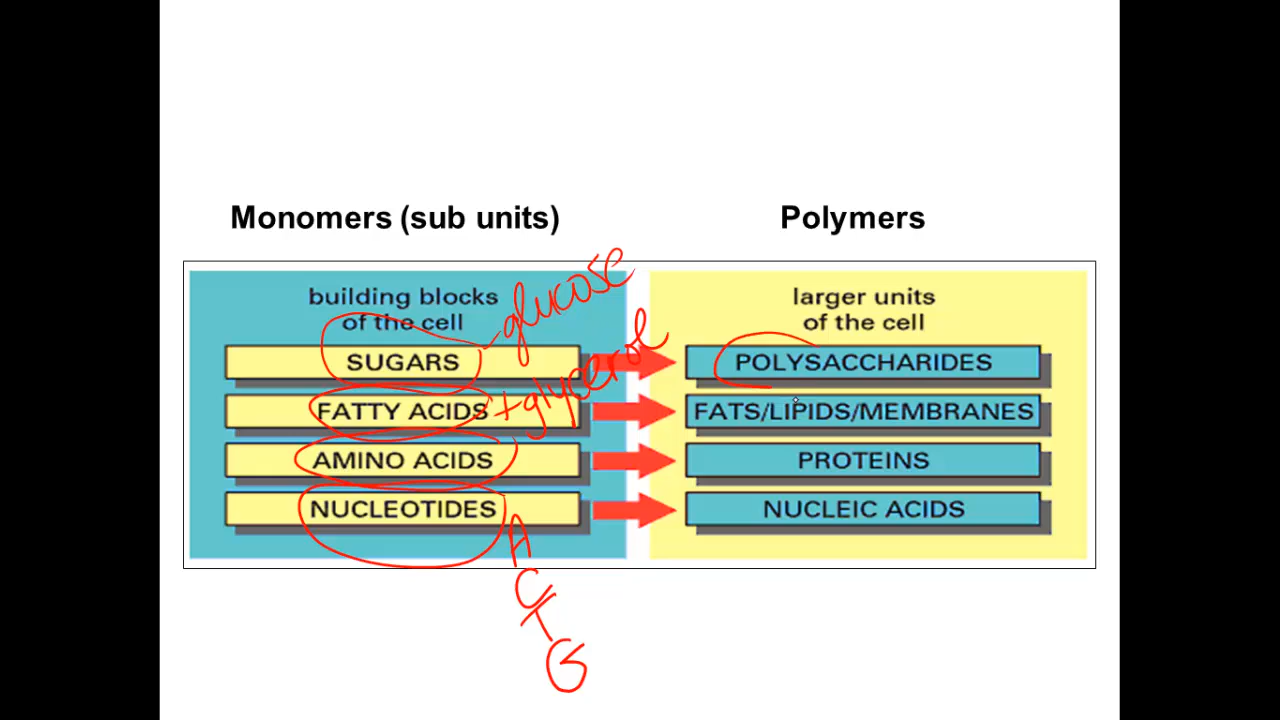 Monomers (sub units)
Polymers
building blocks
of the cell
larger units
of the cell
-glucose
SUGARS
POLYSACCHARIDES
+glycerol
FATTY ACIDS
FATS/LIPIDS/MEMBRANES
AMINO ACIDS
PROTEINS
NUCLEOTIDES
NUCLEIC ACIDS
A
C
T
G